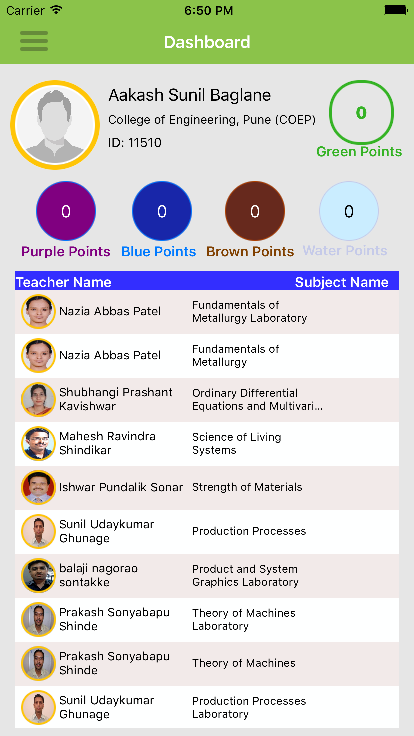 Carrier 6:50 PM
Dashboard
Aakash Sunil Baglane
College of Engineering, Pune (COEP)
ID: 11510
0
Green Points
0 0 0 0
Purple Points Blue Points Brown Points Water Points
Teacher Name Subject Name
Nazia Abbas Patel
Fundamentals of
Metallurgy Laboratory
Nazia Abbas Patel
Fundamentals of
Metallurgy
Shubhangi Prashant
Kavishwar
Ordinary Differential
Equations and Multivari...
Mahesh Ravindra
Shindikar
Science of Living
Systems
Ishwar Pundalik Sonar
Strength of Materials
Sunil Udaykumar
Ghunage
Production Processes
balaji nagorao
sontakke
Product and System
Graphics Laboratory
Prakash Sonyabapu
Shinde
Theory of Machines
Laboratory
Prakash Sonyabapu
Shinde
Theory of Machines
Sunil Udaykumar
Ghunage
Production Processes
Laboratory